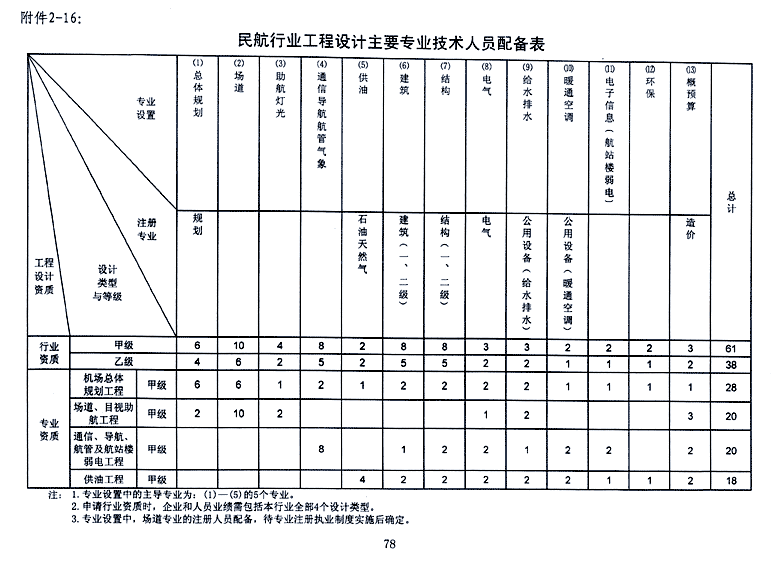 附件2-16:
民航行业工程设计主要专业技术人员配备表
专业设置 (1)总体规划 (2)场道 (3)助航灯光 (4)通信导航航管气象 (5)供油 (6)建筑 (7)结构 (8)电气 (9)给水排水 (10)暖通空调 (11)电子信息(航站楼弱电) (12)环保 (13)概预算 总计
注册专业 规划 石油天然气 建筑(一、二级) 结构(一、二级) 电气 公用设备(给水排水) 公用设备(暖通空调) 造价
工程设计资质 设计类型与等级
行业资质 甲级 6 10 4 8 2 8 8 3 3 2 2 2 3 61
乙级 4 6 2 5 2 5 5 2 2 1 1 1 2 38
专业资质 机场总体规划工程 甲级 6 6 1 2 1 2 2 2 2 1 1 1 1 28
场道、目视助航工程 甲级 2 10 2 1 2 3 20
通信、导航、航管及航站楼弱电工程 甲级 8 1 2 2 1 2 2 2 20
供油工程 甲级 4 2 2 2 2 2 1 1 2 18
注: 1.专业设置中的主导专业为:(1)—(5)的5个专业。
2.申请行业资质时,企业和人员业绩需包括本行业全部4个设计类型。
3.专业设置中,场道专业的注册人员配备,待专业注册执业制度实施后确定。
78